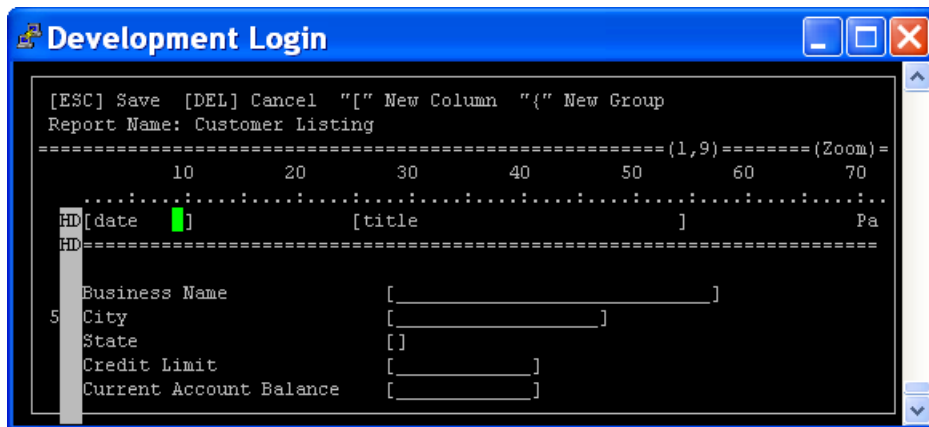 Development Login
[ESC] Save  [DEL] Cancel  "[" New Column  "{" New Group
Report Name: Customer Listing
========================================================(1,9)========(Zoom)=
10        20        30        40        50        60        70
....:....:....:....:....:....:....:....:....:....:....:....:....:....:..
HD[date    ]              [title                       ]               Pa
HD=======================================================================
Business Name              [____________________________]
5 City                       [__________________]
State                      []
Credit Limit               [____________]
Current Account Balance    [____________]